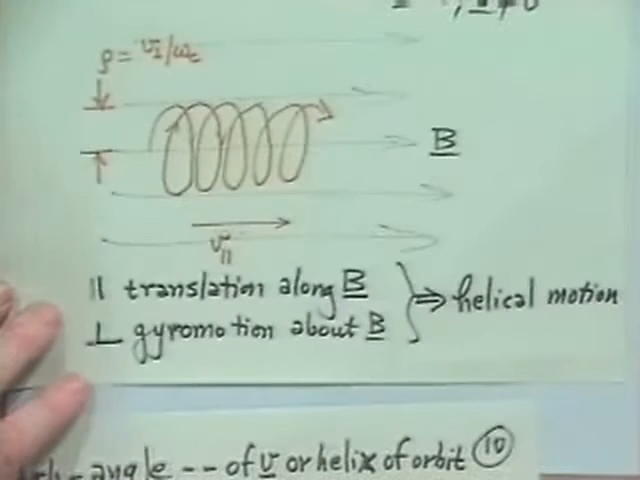 ρ = v⊥/ωc
B
v||
|| translation along B
⊥ gyromotion about B
⇒ helical motion
angle -- of v or helix of orbit 10